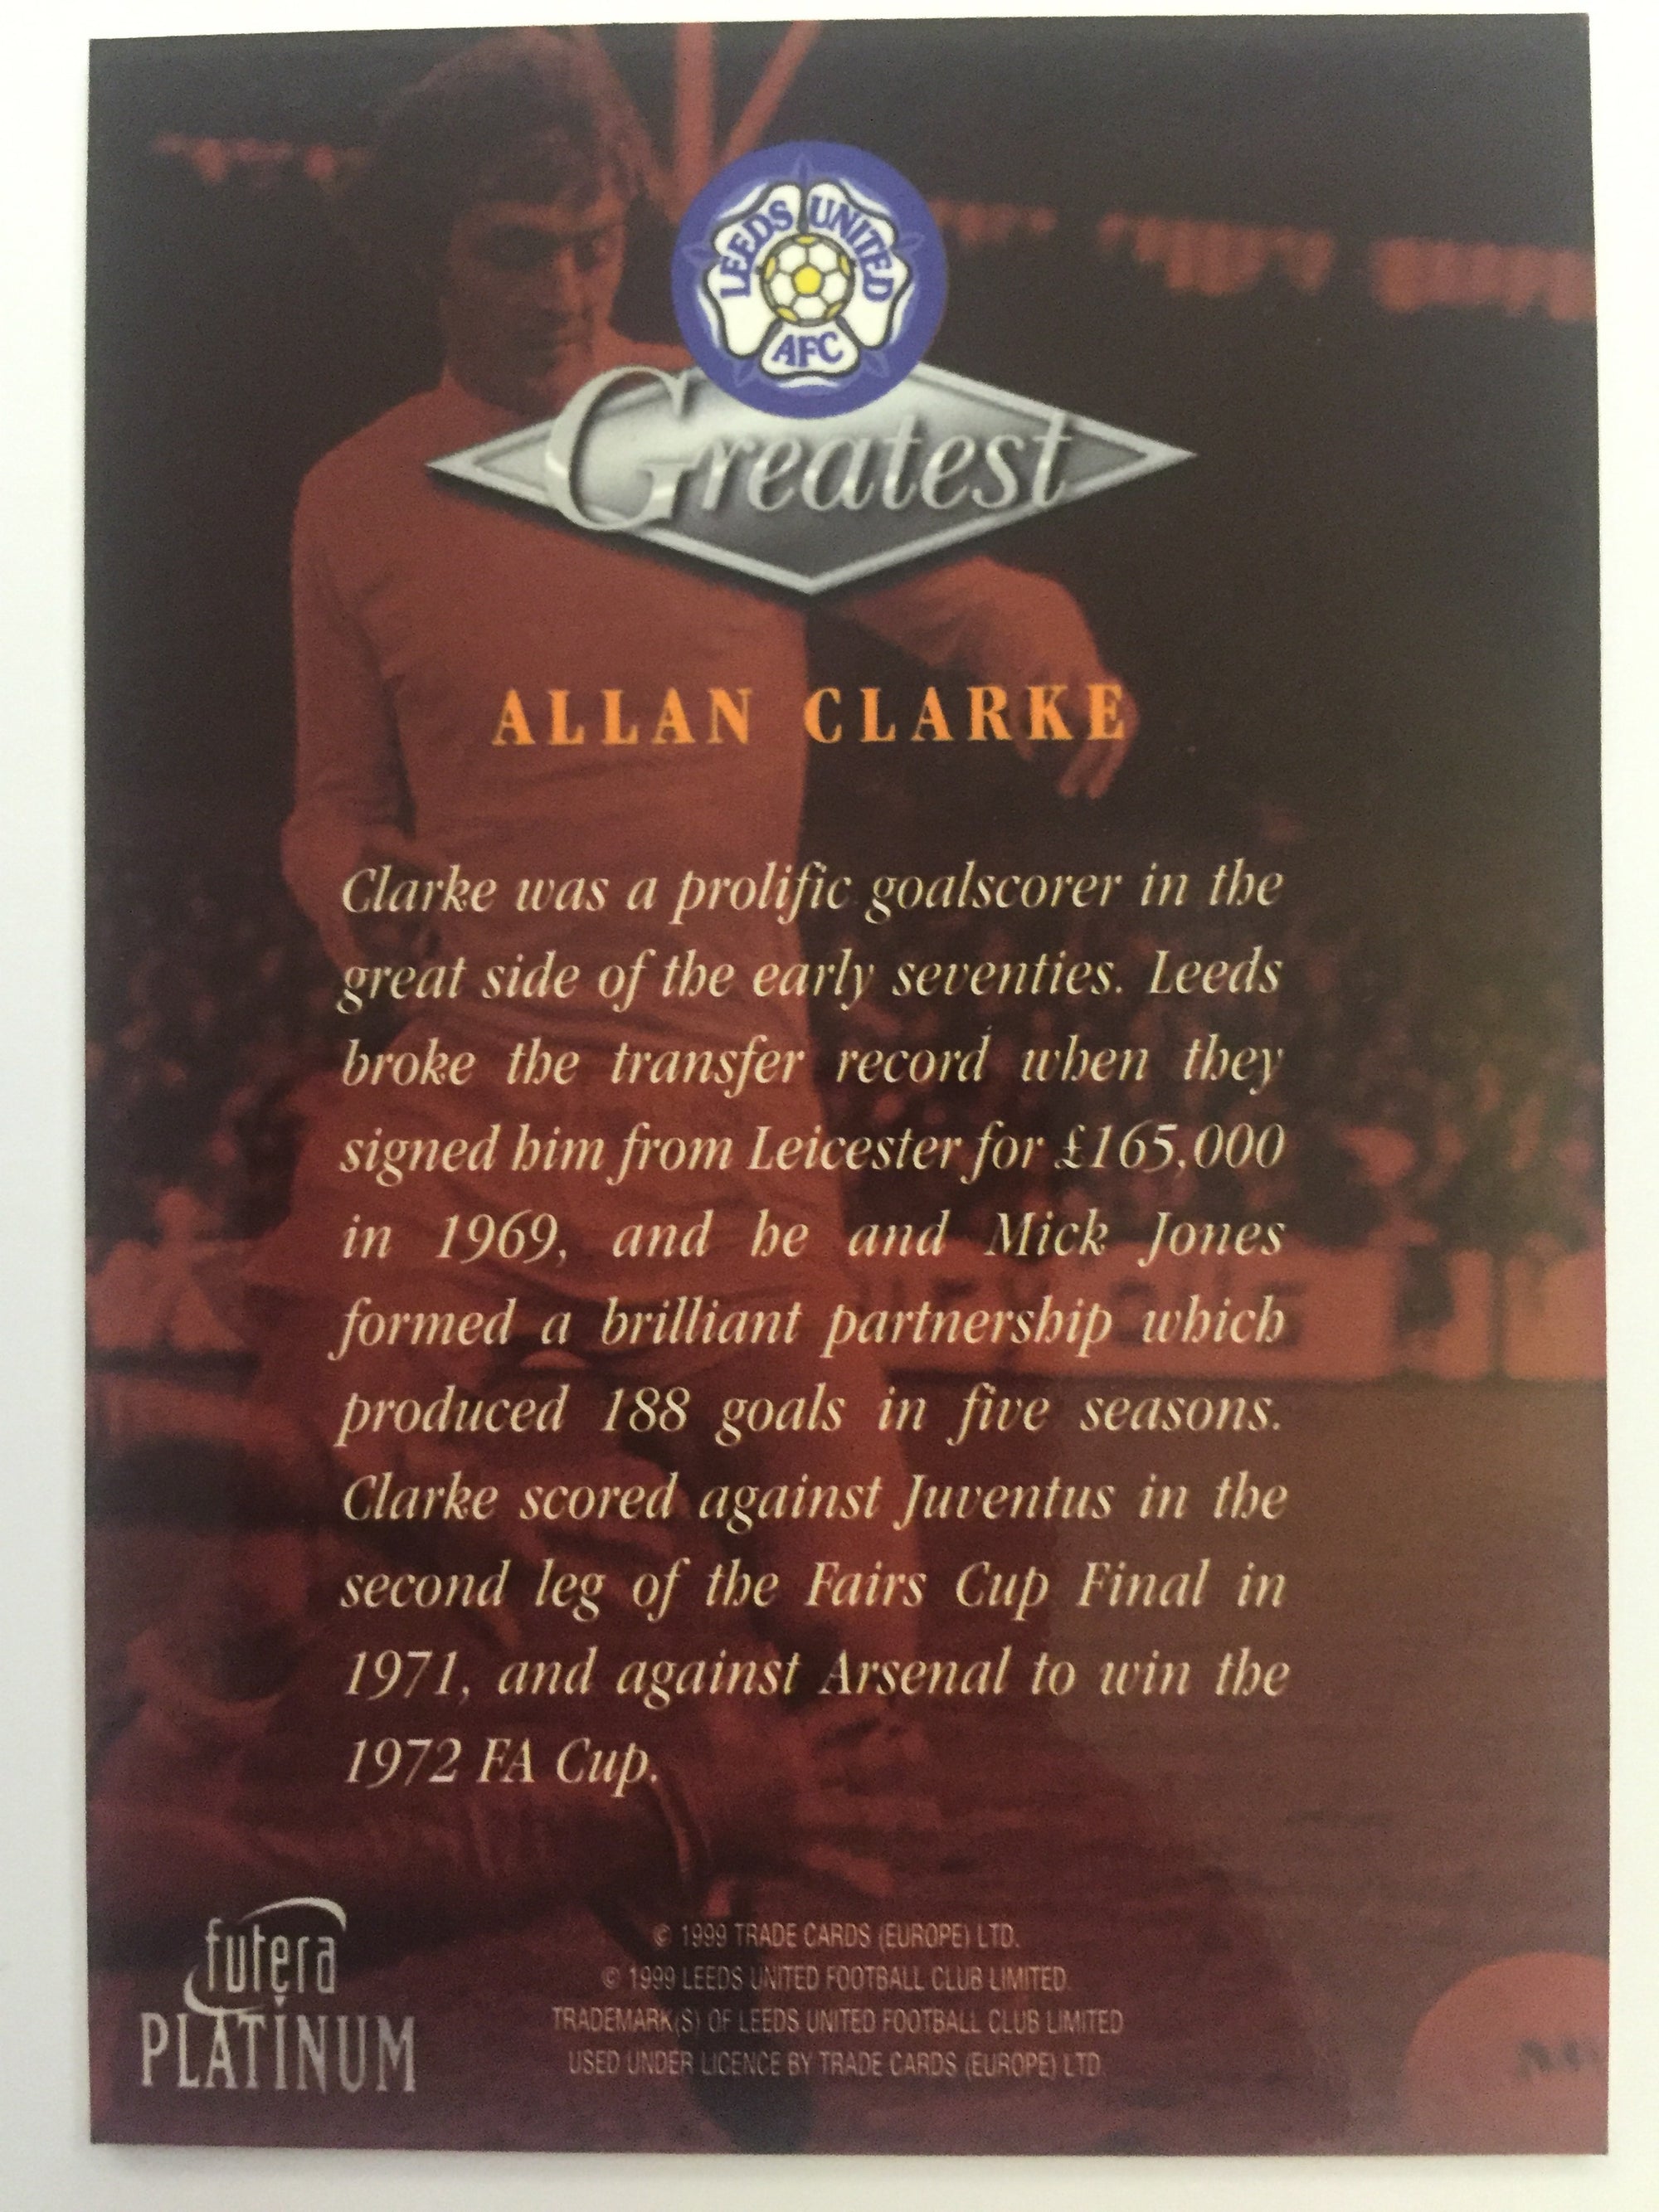 LEEDS UNITED
AFC
Greatest
ALLAN CLARKE
Clarke was a prolific goalscorer in the
great side of the early seventies. Leeds
broke the transfer record when they
signed him from Leicester for £165,000
in 1969, and he and Mick Jones
formed a brilliant partnership which
produced 188 goals in five seasons.
Clarke scored against Juventus in the
second leg of the Fairs Cup Final in
1971, and against Arsenal to win the
1972 FA Cup.
futera
PLATINUM
© 1999 TRADE CARDS (EUROPE) LTD.
© 1999 LEEDS UNITED FOOTBALL CLUB LIMITED.
TRADEMARK(S) OF LEEDS UNITED FOOTBALL CLUB LIMITED
USED UNDER LICENCE BY TRADE CARDS (EUROPE) LTD.